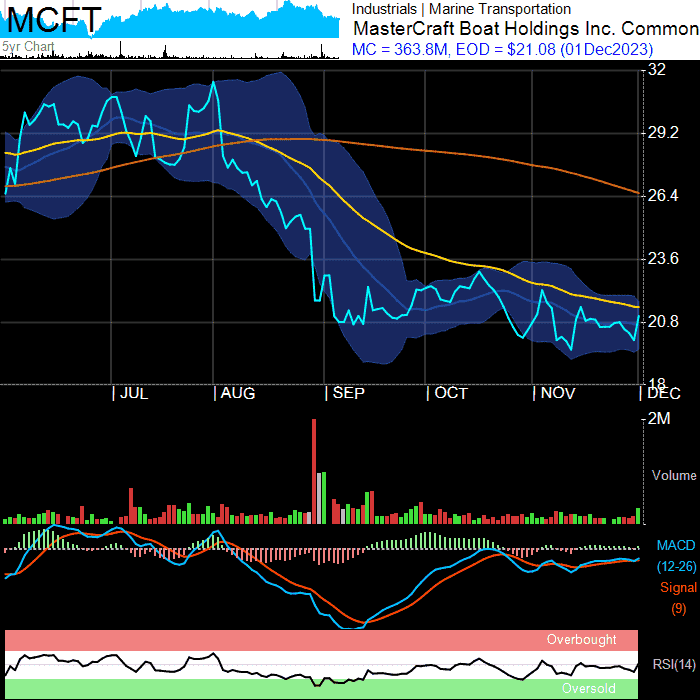 MCFT
Industrials | Marine Transportation
MasterCraft Boat Holdings Inc. Common
5yr Chart
MC = 363.8M, EOD = $21.08 (01Dec2023)
32
29.2
26.4
23.6
20.8
18
JUL
AUG
SEP
OCT
NOV
DEC
2M
Volume
MACD
(12-26)
Signal
(9)
Overbought
RSI(14)
Oversold